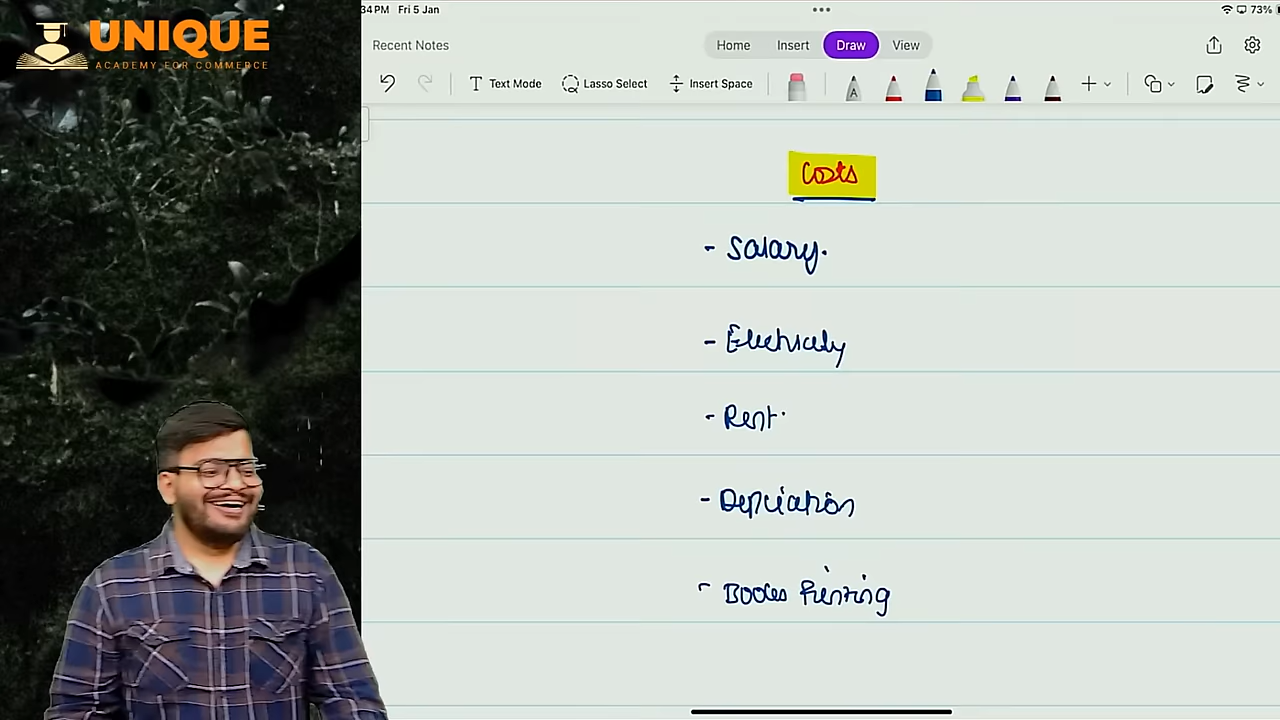 UNIQUE
ACADEMY FOR COMMERCE
34 PM Fri 5 Jan
73%
Recent Notes
Home Insert Draw View
Text Mode Lasso Select Insert Space
A
Costs
- Salary.
- Electricity
- Rent.
- Depriation
- Books Printing